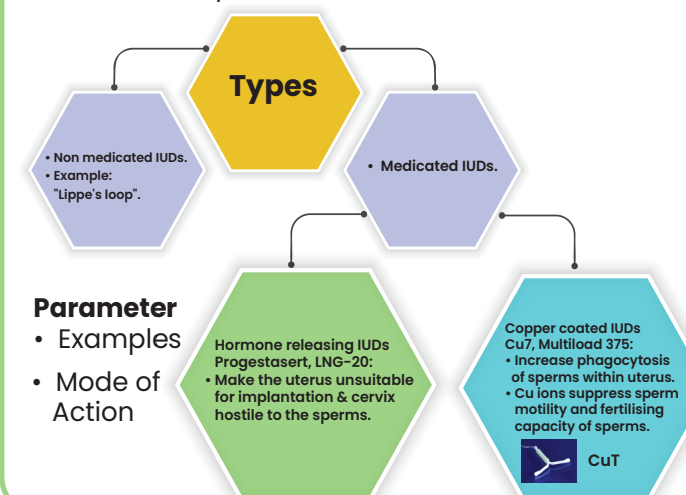 Types
• Non medicated IUDs.
• Example:
"Lippe's loop".
• Medicated IUDs.
Parameter
• Examples
• Mode of
Action
Hormone releasing IUDs
Progestasert, LNG-20:
• Make the uterus unsuitable
for implantation & cervix
hostile to the sperms.
Copper coated IUDs
Cu7, Multiload 375:
• Increase phagocytosis
of sperms within uterus.
• Cu ions suppress sperm
motility and fertilising
capacity of sperms.
CuT